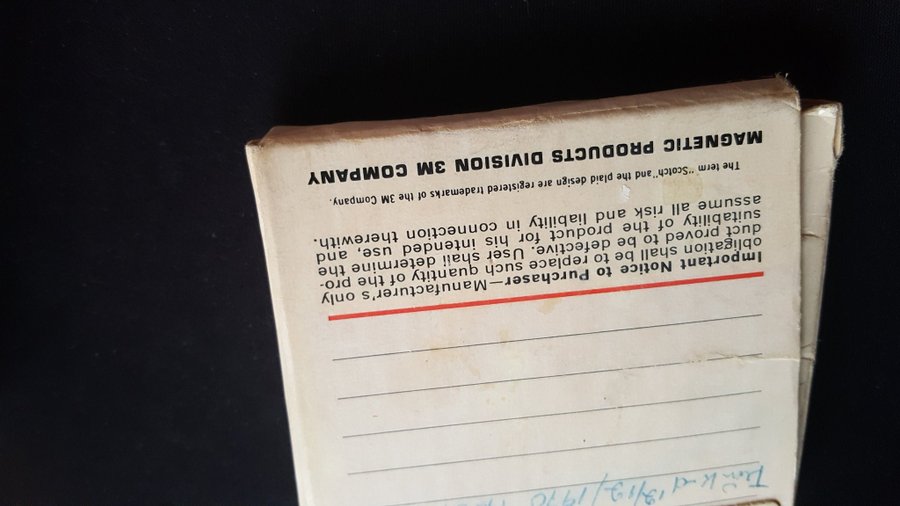 Important Notice to Purchaser—Manufacturer's only
obligation shall be to replace such quantity of the pro-
duct proved to be defective. User shall determine the
suitability of the product for his intended use, and
assume all risk and liability in connection therewith.
The term "Scotch" and the plaid design are registered trademarks of the 3M Company.
MAGNETIC PRODUCTS DIVISION 3M COMPANY